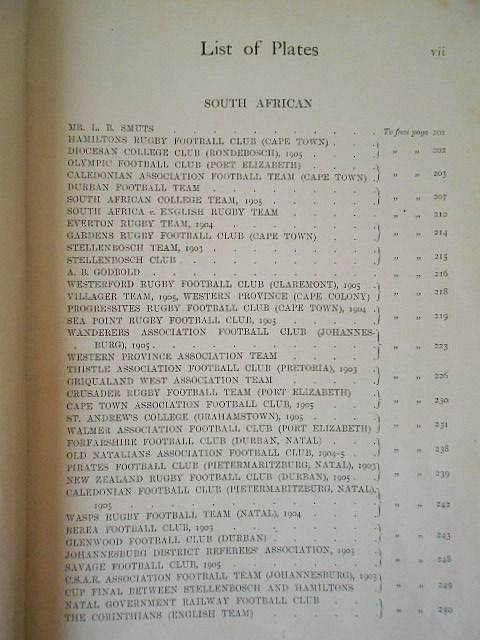 List of Plates vii
SOUTH AFRICAN
MR. L. B. SMUTS . . . . . . . . . To face page 201
HAMILTONS RUGBY FOOTBALL CLUB (CAPE TOWN) . .
DIOCESAN COLLEGE CLUB (RONDEBOSCH), 1905 . . . . } „ „ 202
OLYMPIC FOOTBALL CLUB (PORT ELIZABETH) . . . .
CALEDONIAN ASSOCIATION FOOTBALL TEAM (CAPE TOWN) . } „ „ 203
DURBAN FOOTBALL TEAM . . . . . . . .
SOUTH AFRICAN COLLEGE TEAM, 1905 . . . . . . } „ „ 207
SOUTH AFRICA v. ENGLISH RUGBY TEAM . . . . . „ „ 210
EVERTON RUGBY TEAM, 1904 . . . . . . .
GARDENS RUGBY FOOTBALL CLUB (CAPE TOWN) . . . } „ „ 214
STELLENBOSCH TEAM, 1903 . . . . . . .
STELLENBOSCH CLUB . . . . . . . . } „ „ 215
A. R. GODBOLD . . . . . . . . . „ „ 216
WESTERFORD RUGBY FOOTBALL CLUB (CLAREMONT), 1905 .
VILLAGER TEAM, 1905, WESTERN PROVINCE (CAPE COLONY) } „ „ 218
PROGRESSIVES RUGBY FOOTBALL CLUB (CAPE TOWN), 1904
SEA POINT RUGBY FOOTBALL CLUB, 1905 . . . . } „ „ 219
WANDERERS ASSOCIATION FOOTBALL CLUB (JOHANNES-
BURG), 1905 . . . . . . . . . } „ „ 223
WESTERN PROVINCE ASSOCIATION TEAM . . . .
THISTLE ASSOCIATION FOOTBALL CLUB (PRETORIA), 1903 .
GRIQUALAND WEST ASSOCIATION TEAM . . . . } „ „ 226
CRUSADER RUGBY FOOTBALL TEAM (PORT ELIZABETH) .
CAPE TOWN ASSOCIATION FOOTBALL CLUB, 1905 . . . } „ „ 230
ST. ANDREW'S COLLEGE (GRAHAMSTOWN), 1905 . . .
WALMER ASSOCIATION FOOTBALL CLUB (PORT ELIZABETH) } „ „ 231
FORFARSHIRE FOOTBALL CLUB (DURBAN, NATAL) . . .
OLD NATALIANS ASSOCIATION FOOTBALL CLUB, 1904-5 . . } „ „ 238
PIRATES FOOTBALL CLUB (PIETERMARITZBURG, NATAL), 1905
NEW ZEALAND RUGBY FOOTBALL CLUB (DURBAN), 1905 . . } „ „ 239
CALEDONIAN FOOTBALL CLUB (PIETERMARITZBURG, NATAL),
1905 . . . . . . . . . } „ „ 242
WASPS RUGBY FOOTBALL TEAM (NATAL), 1904 . . .
BEREA FOOTBALL CLUB, 1903 . . . . . . .
GLENWOOD FOOTBALL CLUB (DURBAN) . . . . . } „ „ 243
JOHANNESBURG DISTRICT REFEREES' ASSOCIATION, 1903
SAVAGE FOOTBALL CLUB, 1905 . . . . . . } „ „ 248
C.S.A.R. ASSOCIATION FOOTBALL TEAM (JOHANNESBURG), 1905
CUP FINAL BETWEEN STELLENBOSCH AND HAMILTONS } „ „ 249
NATAL GOVERNMENT RAILWAY FOOTBALL CLUB . .
THE CORINTHIANS (ENGLISH TEAM) . . . . . } „ „ 250